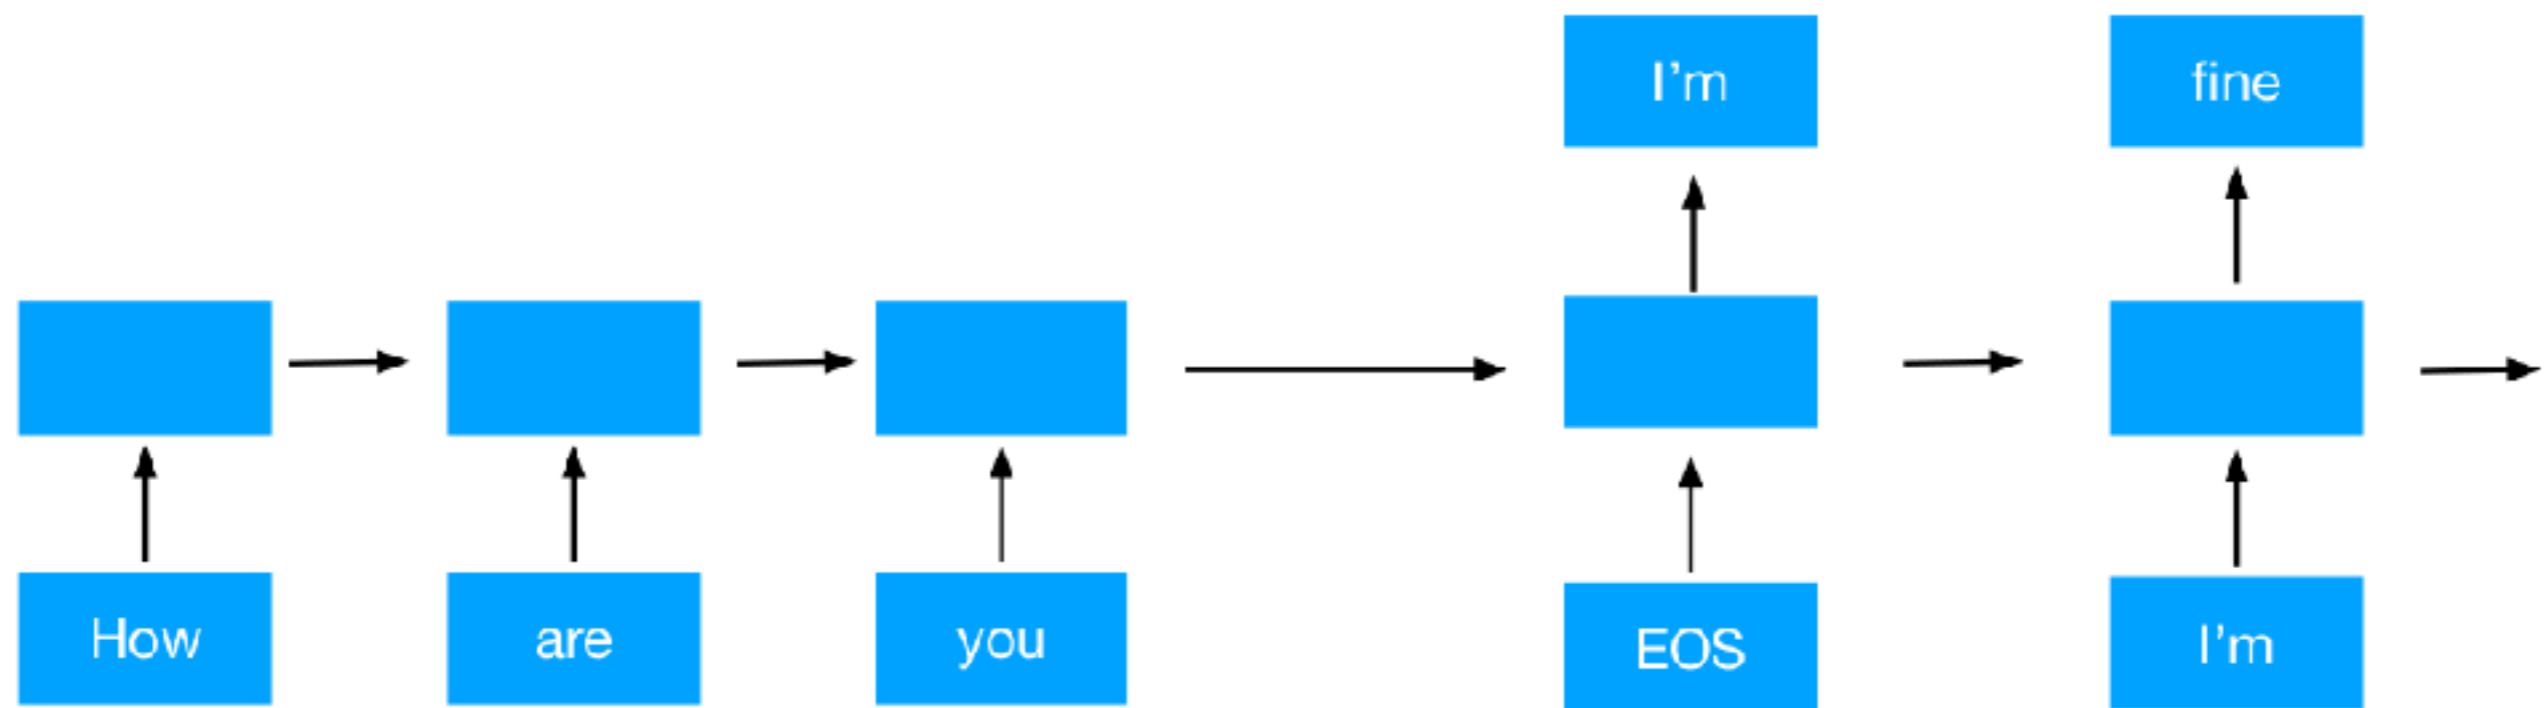 I’m
fine
How
are
you
EOS
I’m